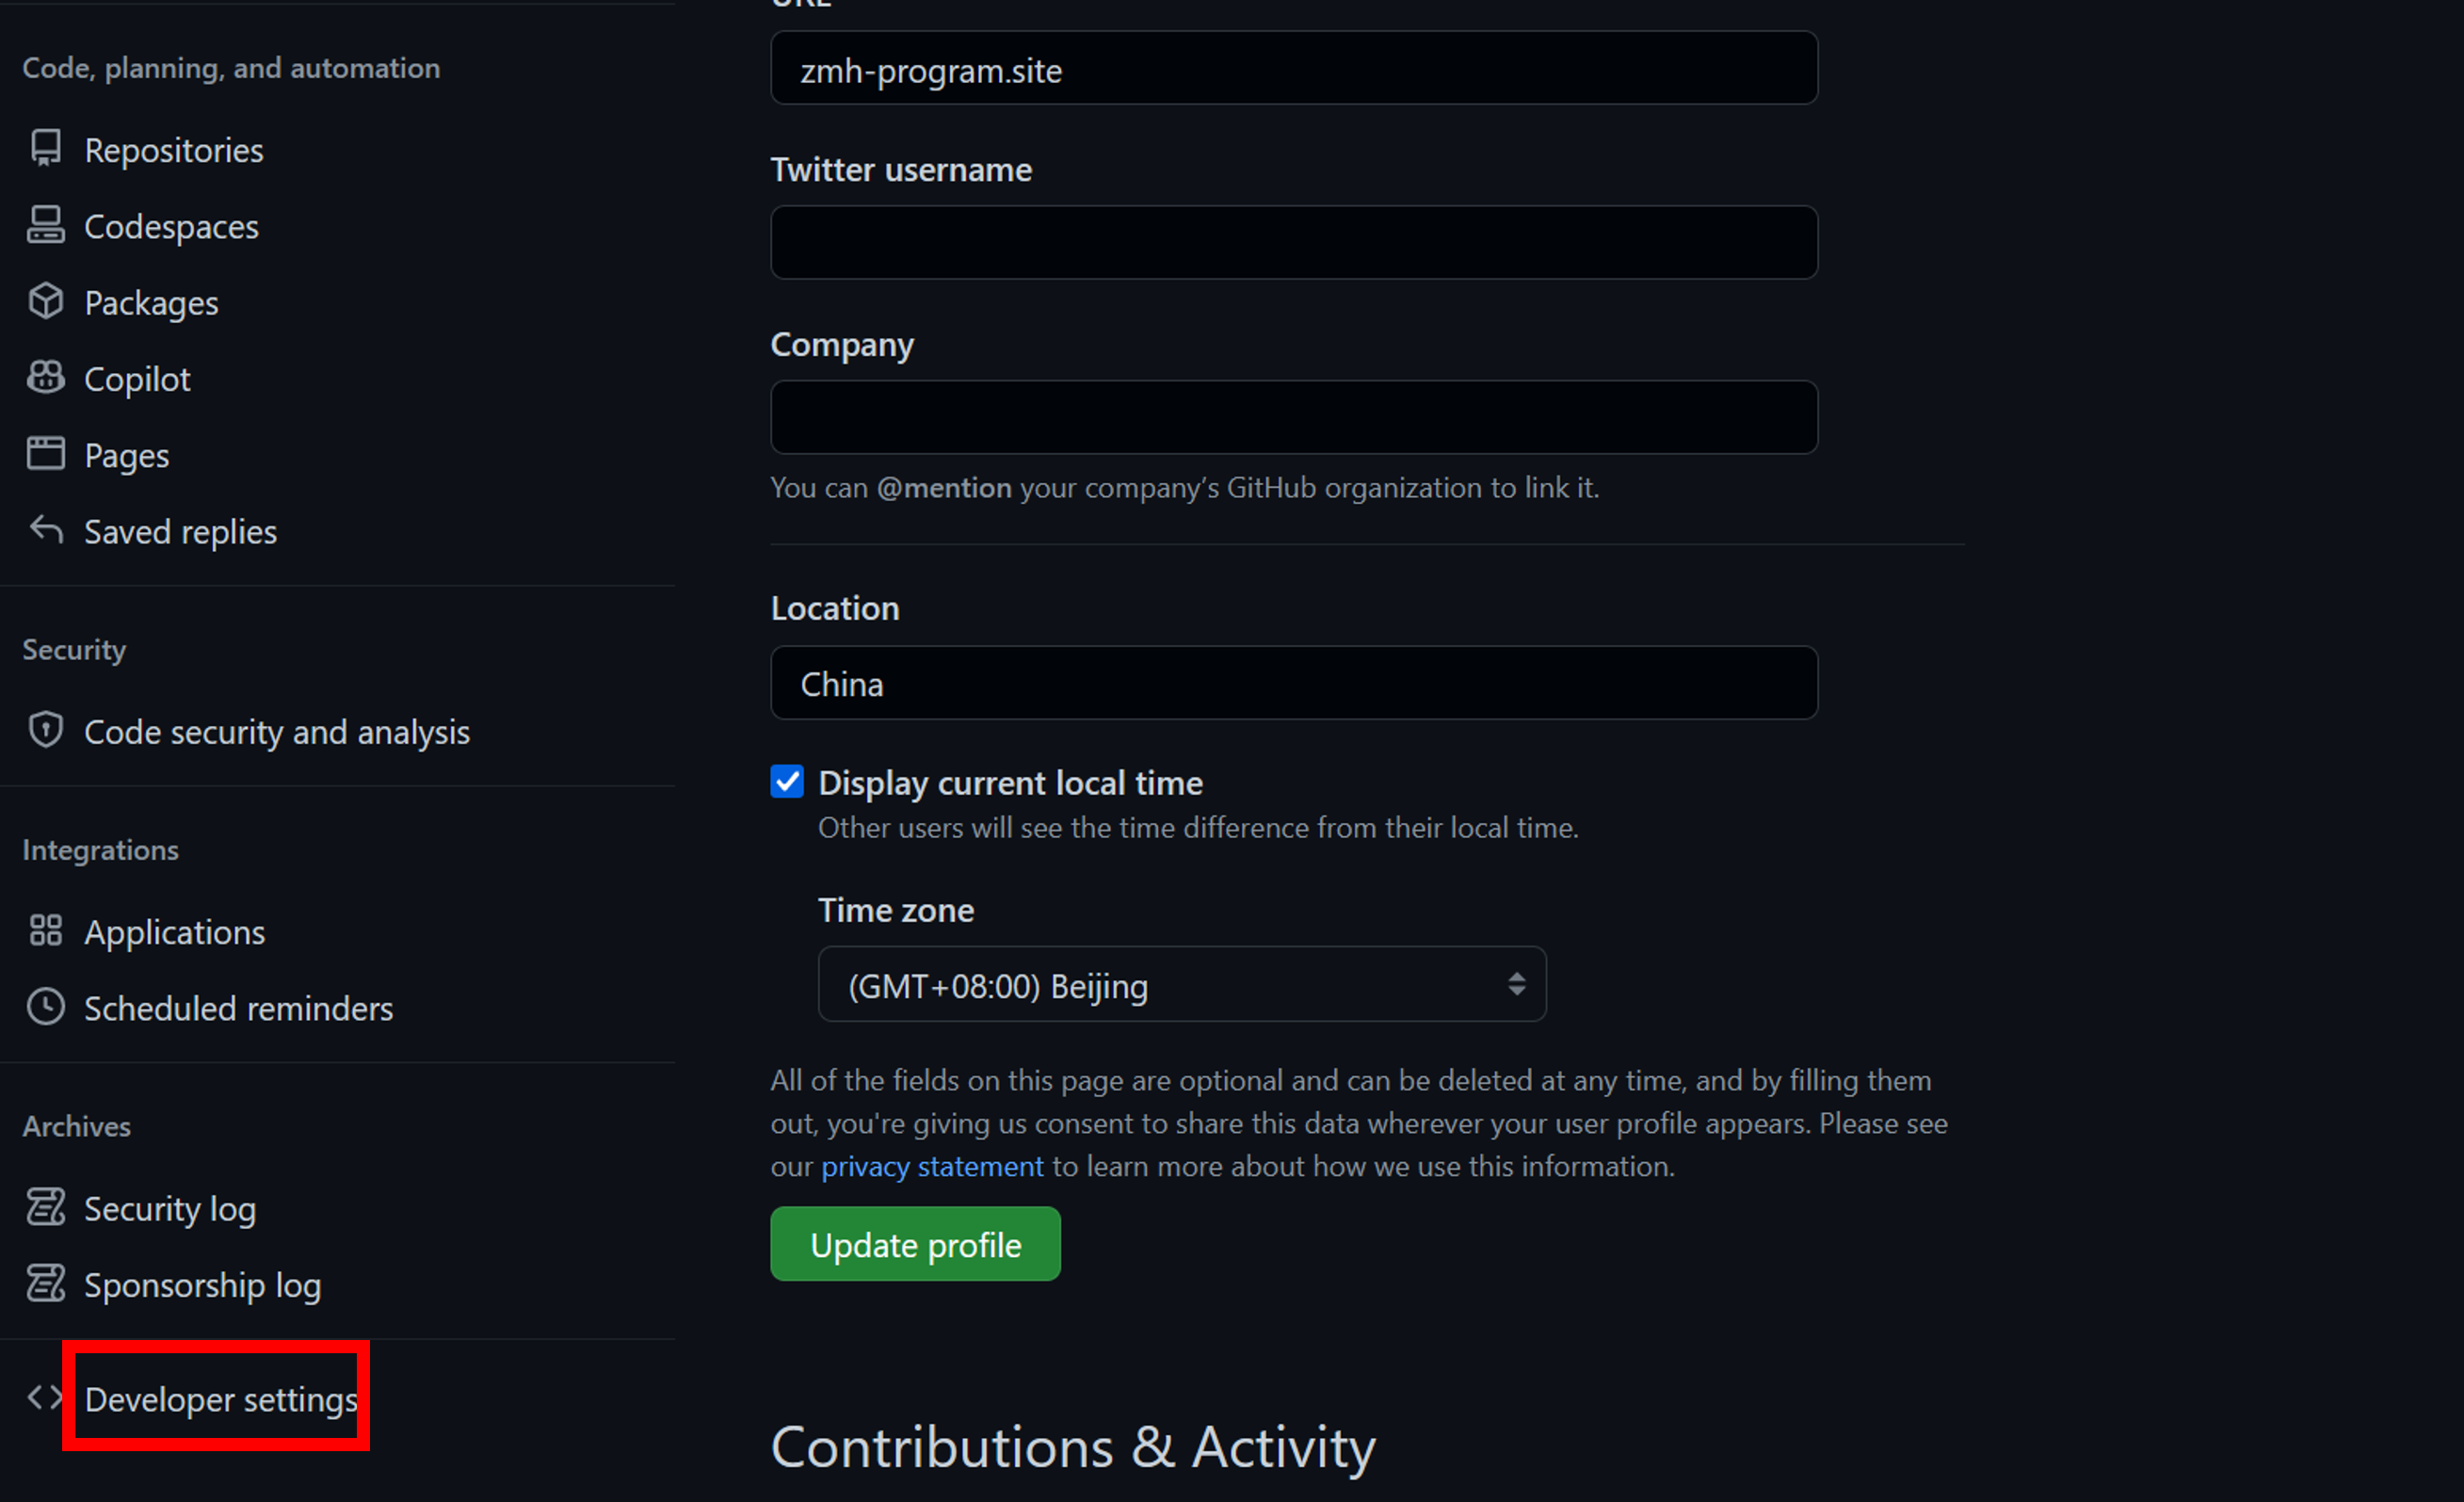 Code, planning, and automation
Repositories
Codespaces
Packages
Copilot
Pages
Saved replies
Security
Code security and analysis
Integrations
Applications
Scheduled reminders
Archives
Security log
Sponsorship log
Developer settings
URL
zmh-program.site
Twitter username
Company
You can @mention your company’s GitHub organization to link it.
Location
China
Display current local time
Other users will see the time difference from their local time.
Time zone
(GMT+08:00) Beijing
All of the fields on this page are optional and can be deleted at any time, and by filling them
out, you're giving us consent to share this data wherever your user profile appears. Please see
our privacy statement to learn more about how we use this information.
Update profile
Contributions & Activity